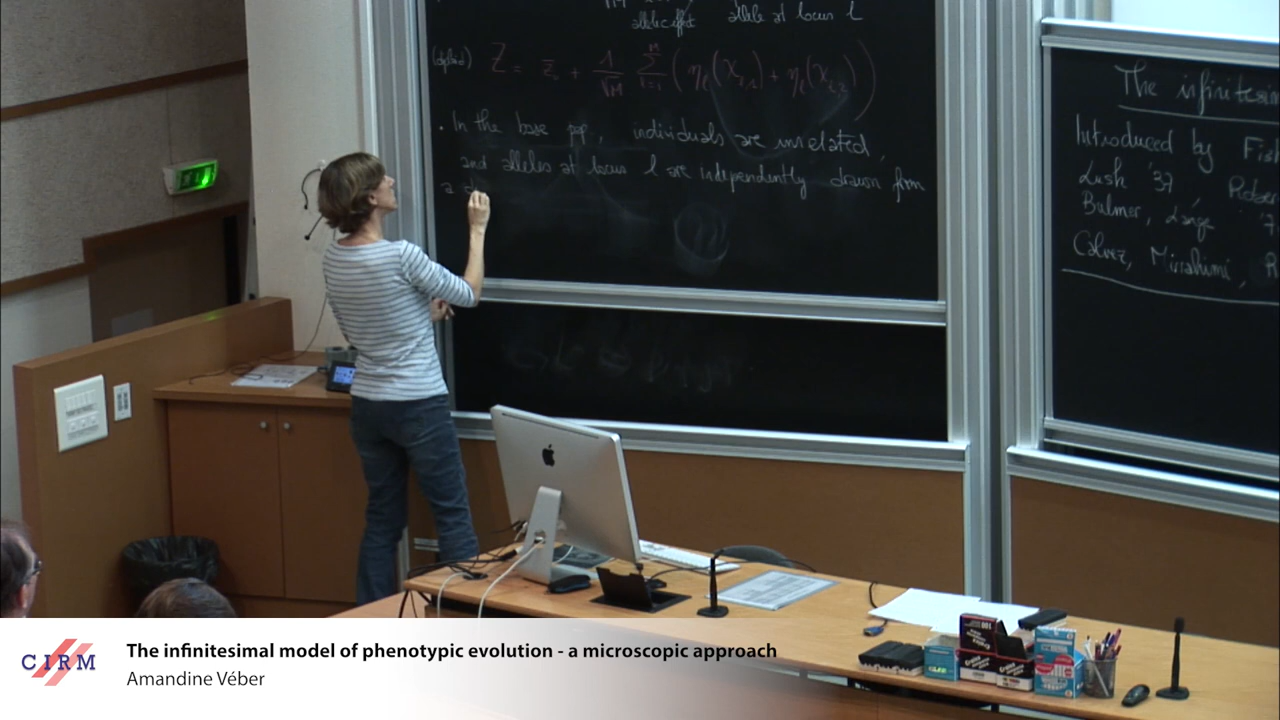 allelic effect allele at locus l
(diploid) Z = z̄₀ + 1/√M Σ_{l=1}^{M} ( η_l(χ_{l,1}) + η_l(χ_{l,2}) )
• In the base pop, individuals are unrelated,
and alleles at locus l are independently drawn from
a
The infinitesim
Introduced by Fish
Lush '37 Rober
Bulmer, Lange '7
Calvez, Mirrahimi, R
CIRM
The infinitesimal model of phenotypic evolution - a microscopic approach
Amandine Véber